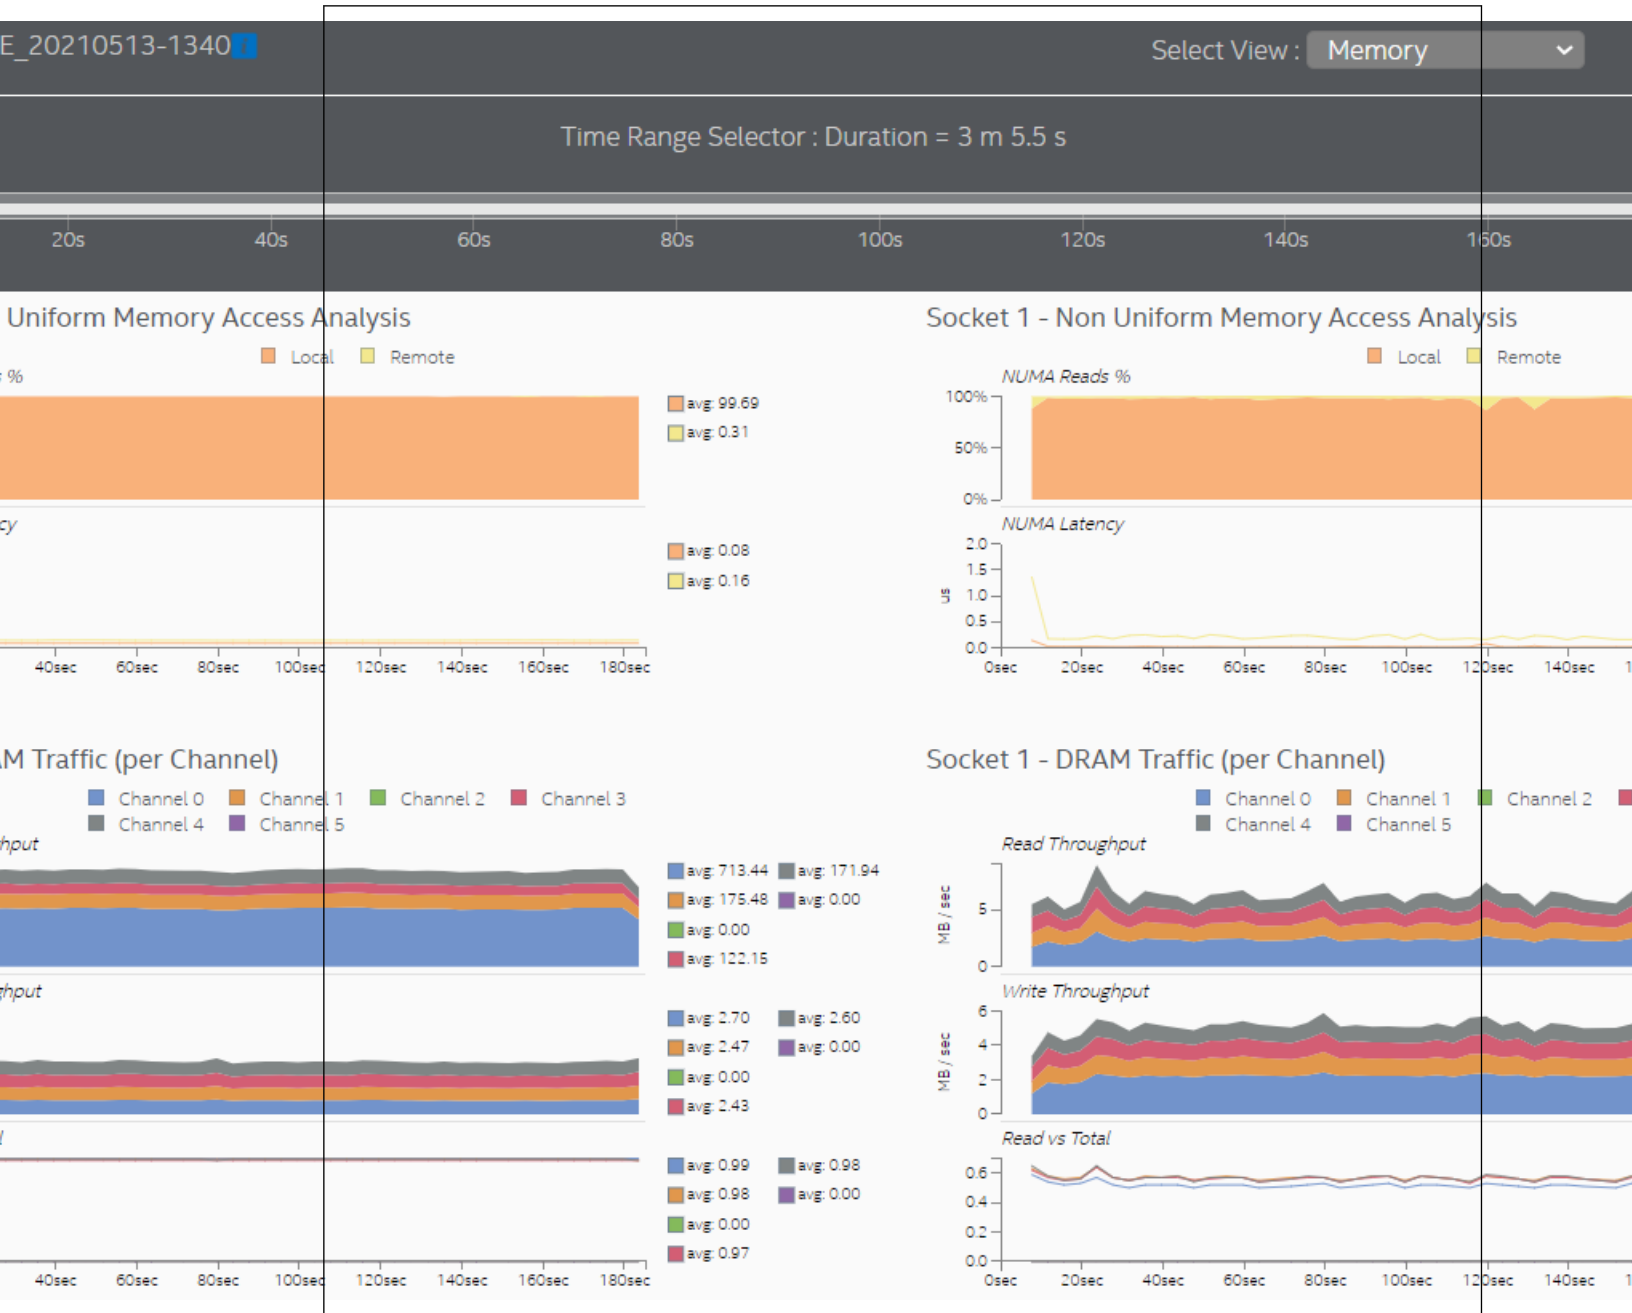 E_20210513-1340
Select View : Memory
Time Range Selector : Duration = 3 m 5.5 s
20s 40s 60s 80s 100s 120s 140s 160s
Uniform Memory Access Analysis
Local Remote
%
avg: 99.69
avg: 0.31
cy
avg: 0.08
avg: 0.16
40sec 60sec 80sec 100sec 120sec 140sec 160sec 180sec
Socket 1 - Non Uniform Memory Access Analysis
Local Remote
NUMA Reads %
100%
50%
0%
NUMA Latency
us
2.0
1.5
1.0
0.5
0.0
0sec 20sec 40sec 60sec 80sec 100sec 120sec 140sec 1
M Traffic (per Channel)
Channel 0 Channel 1 Channel 2 Channel 3
Channel 4 Channel 5
hput
avg: 713.44 avg: 171.94
avg: 175.48 avg: 0.00
avg: 0.00
avg: 122.15
ghput
avg: 2.70 avg: 2.60
avg: 2.47 avg: 0.00
avg: 0.00
avg: 2.43
avg: 0.99 avg: 0.98
avg: 0.98 avg: 0.00
avg: 0.00
avg: 0.97
40sec 60sec 80sec 100sec 120sec 140sec 160sec 180sec
Socket 1 - DRAM Traffic (per Channel)
Channel 0 Channel 1 Channel 2
Channel 4 Channel 5
Read Throughput
MB / sec
5
0
Write Throughput
MB / sec
6
4
2
0
Read vs Total
0.6
0.4
0.2
0.0
0sec 20sec 40sec 60sec 80sec 100sec 120sec 140sec 1